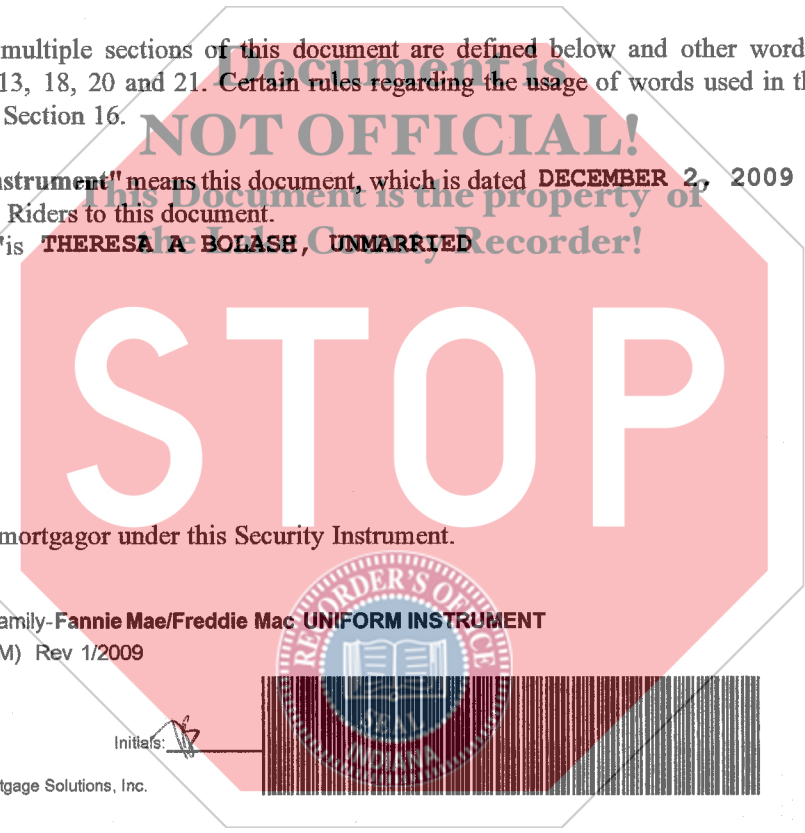 multiple sections of this document are defined below and other word
13, 18, 20 and 21. Certain rules regarding the usage of words used in th
Section 16.
Document is
NOT OFFICIAL!
This Document is the property of
the Lake County Recorder!
nstrument" means this document, which is dated DECEMBER 2, 2009
Riders to this document.
" is THERESA A BOLASH, UNMARRIED
STOP
mortgagor under this Security Instrument.
amily-Fannie Mae/Freddie Mac UNIFORM INSTRUMENT
M) Rev 1/2009
RECORDER'S OFFICE
SEAL
INDIANA
Initials:
tgage Solutions, Inc.